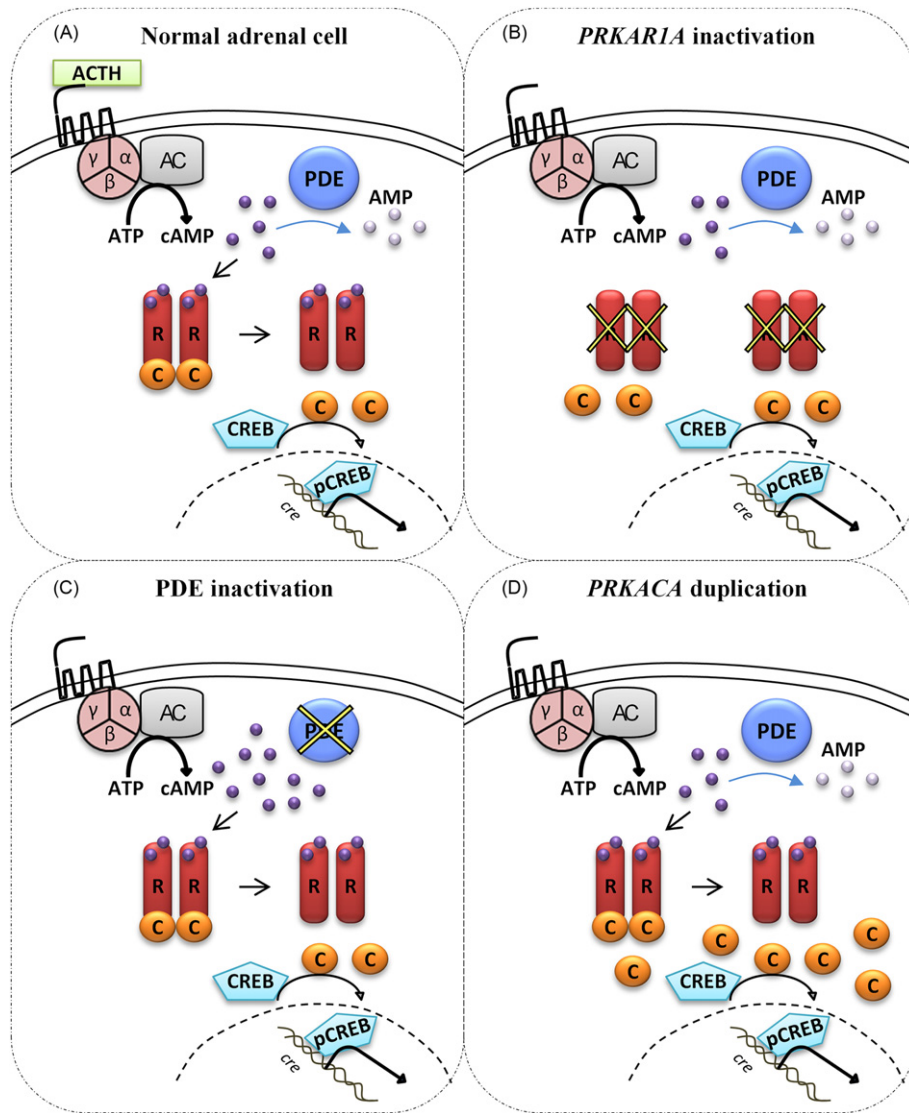 (A)
Normal adrenal cell
ACTH
γ α
β
AC
PDE
AMP
ATP cAMP
R R
R R
C C
C C
CREB
pCREB
cre
(B)
PRKAR1A inactivation
γ α
β
AC
PDE
AMP
ATP cAMP
R R
R R
C C
C C
CREB
pCREB
cre
(C)
PDE inactivation
γ α
β
AC
PDE
ATP cAMP
R R
R R
C C
C C
CREB
pCREB
cre
(D)
PRKACA duplication
γ α
β
AC
PDE
AMP
ATP cAMP
R R
R R
C C
C C C C C
C
CREB
pCREB
cre